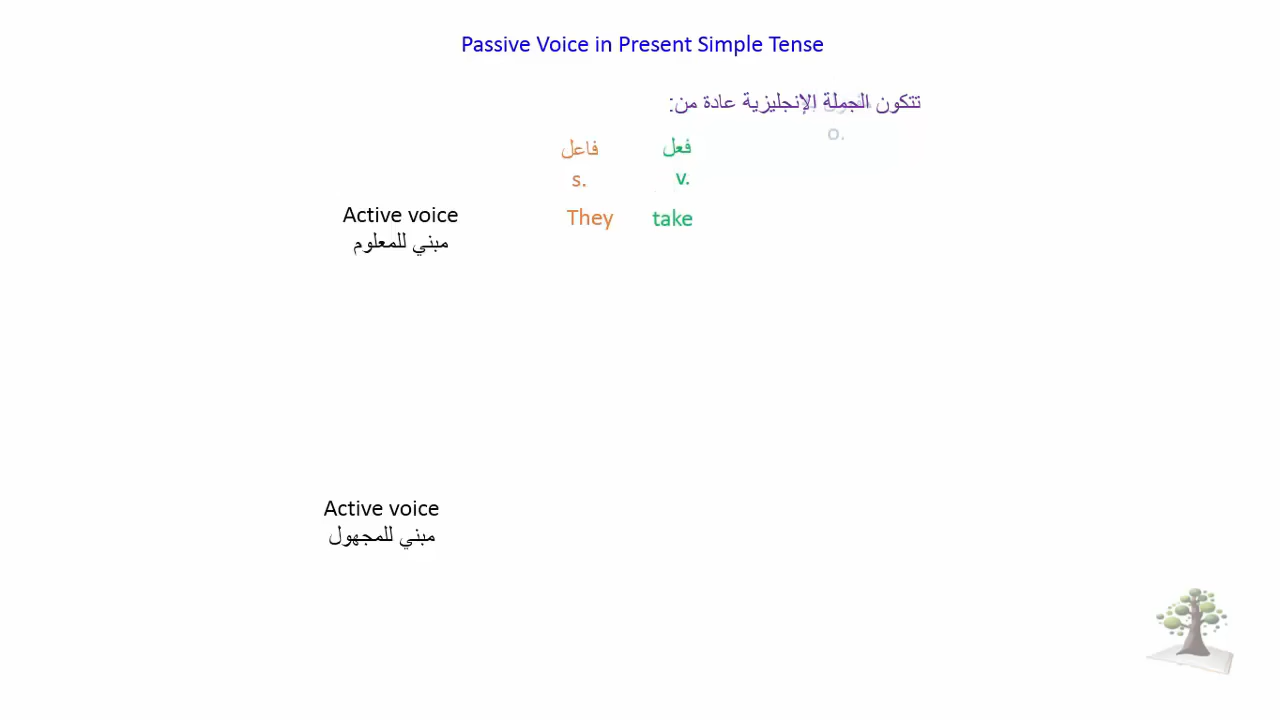 Passive Voice in Present Simple Tense
تتكون الجملة الإنجليزية عادة من:
o.
فاعل فعل
s. v.
Active voice They take
مبني للمعلوم
Active voice
مبني للمجهول